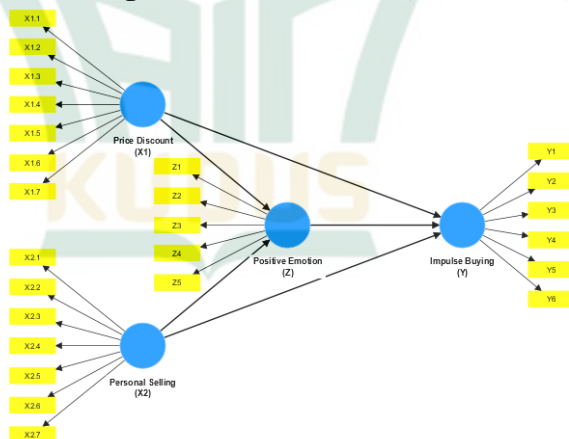 X1.1
X1.2
X1.3
X1.4
X1.5
X1.6
X1.7
Price Discount
(X1)
Z1
Z2
Z3
Z4
Z5
Positive Emotion
(Z)
Y1
Y2
Y3
Y4
Y5
Y6
Impulse Buying
(Y)
X2.1
X2.2
X2.3
X2.4
X2.5
X2.6
X2.7
Personal Selling
(X2)
KUDUS